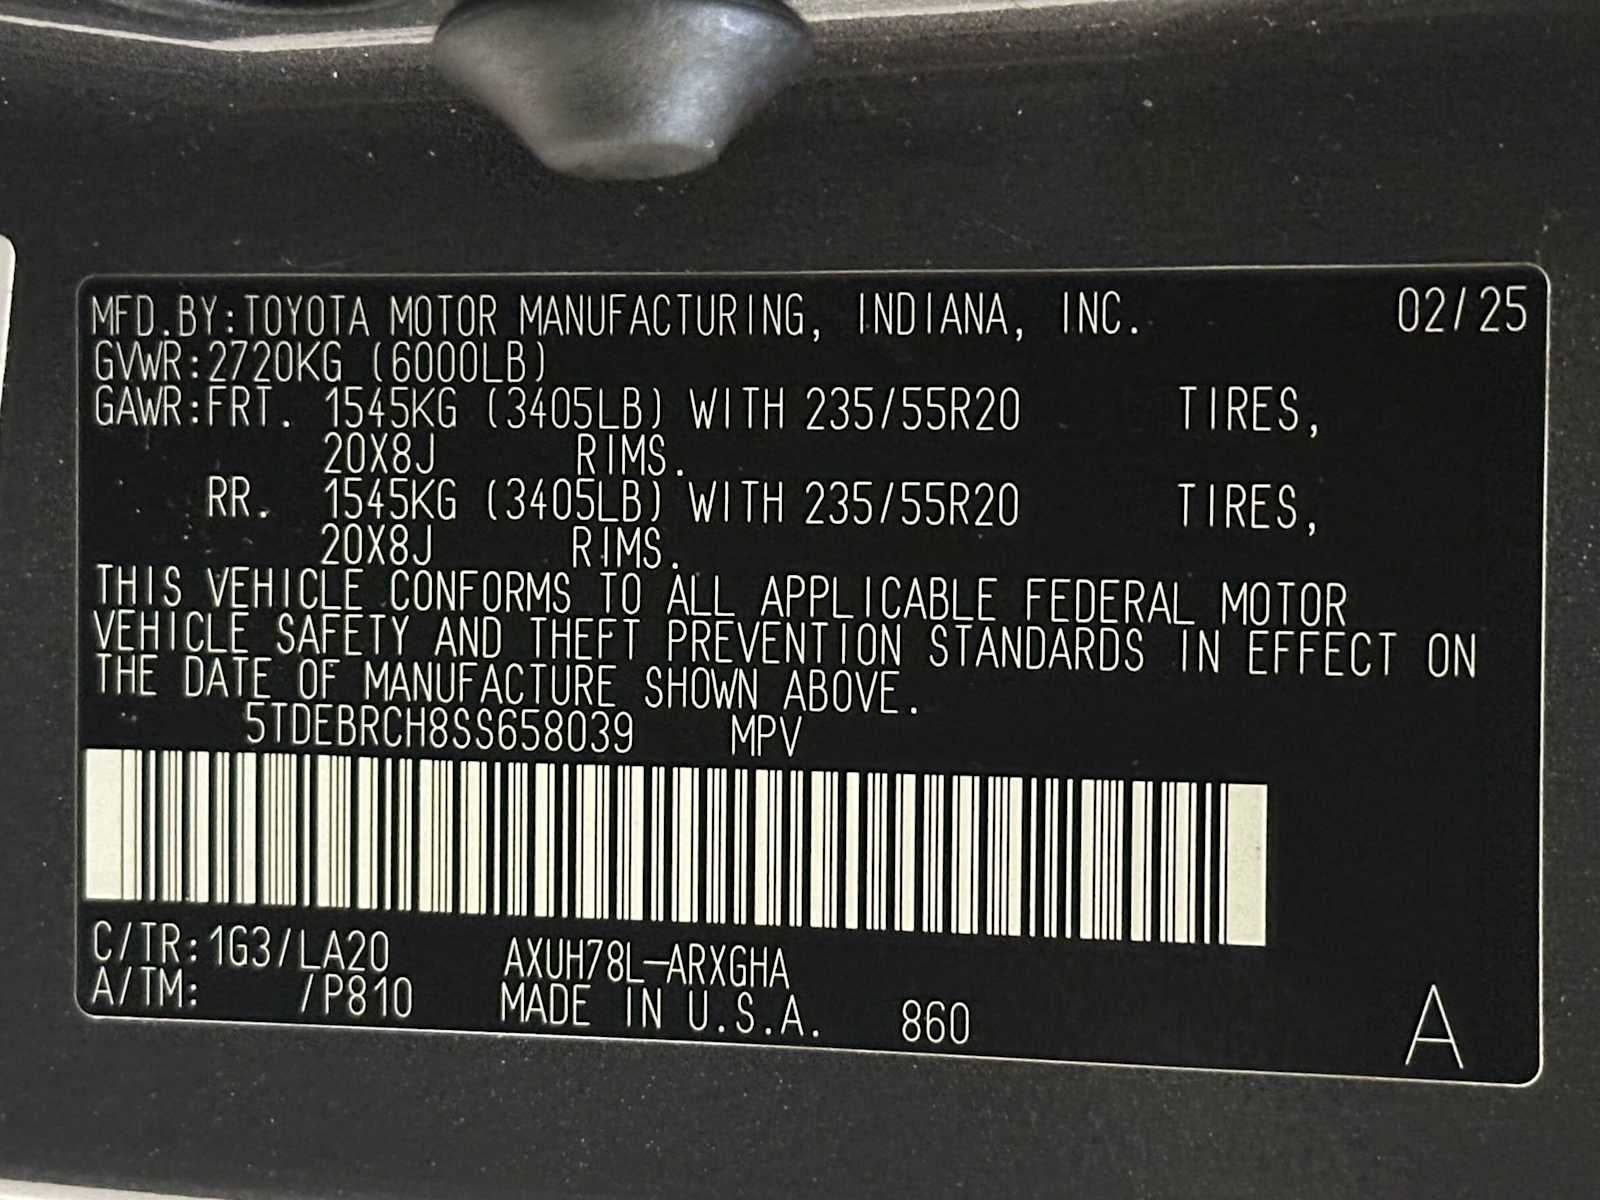 MFD.BY:TOYOTA MOTOR MANUFACTURING, INDIANA, INC. 02/25
GVWR:2720KG (6000LB)
GAWR:FRT. 1545KG (3405LB) WITH 235/55R20 TIRES,
20X8J RIMS.
RR. 1545KG (3405LB) WITH 235/55R20 TIRES,
20X8J RIMS.
THIS VEHICLE CONFORMS TO ALL APPLICABLE FEDERAL MOTOR
VEHICLE SAFETY AND THEFT PREVENTION STANDARDS IN EFFECT ON
THE DATE OF MANUFACTURE SHOWN ABOVE.
5TDEBRCH8SS658039 MPV
C/TR:1G3/LA20 AXUH78L-ARXGHA
A/TM: /P810 MADE IN U.S.A. 860 A